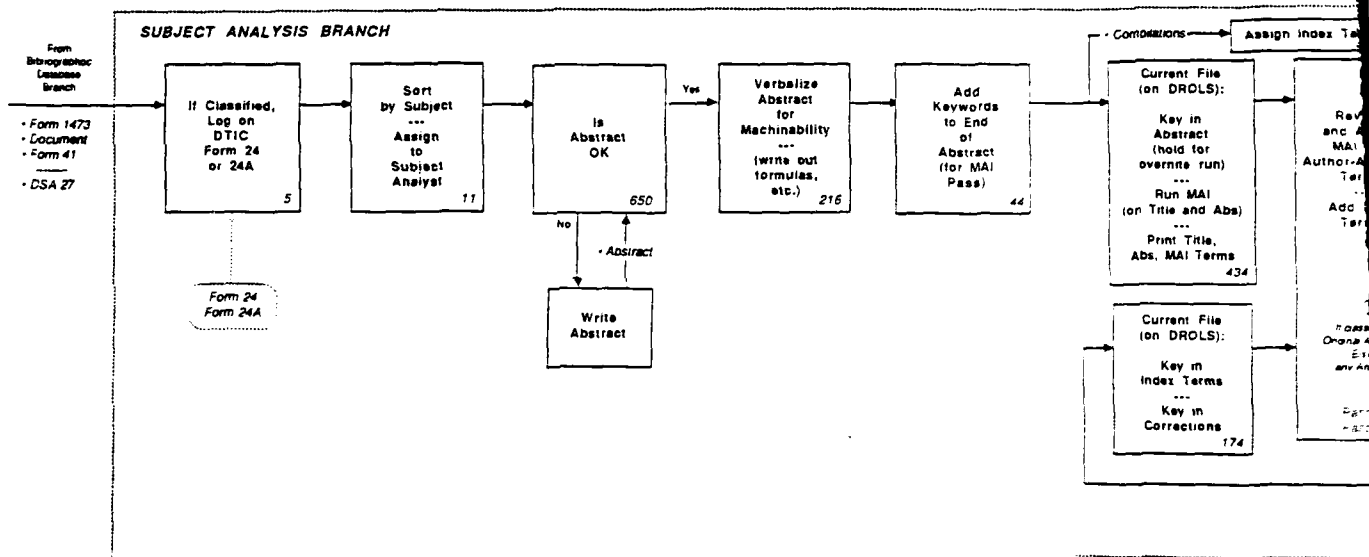 SUBJECT ANALYSIS BRANCH
From
Bibliographic
Database
Branch
• Form 1473
• Document
• Form 41
• DSA 27
If Classified,
Log on
DTIC
Form 24
or 24A
5
Form 24
Form 24A
Sort
by Subject
---
Assign
to
Subject
Analyst
11
Is
Abstract
OK
650
Yes
No
• Abstract
Write
Abstract
Verbalize
Abstract
for
Machinability
---
(write out
formulas,
etc.)
216
Add
Keywords
to End
of
Abstract
(for MAI
Pass)
44
• Compilations
Assign Index
Current File
(on DROLS):
Key in
Abstract
(hold for
overnite run)
---
Run MAI
(on Title and Abs)
---
Print Title,
Abs, MAI Terms
434
Current File
(on DROLS):
Key in
Index Terms
---
Key in
Corrections
174
and
MAI
Add